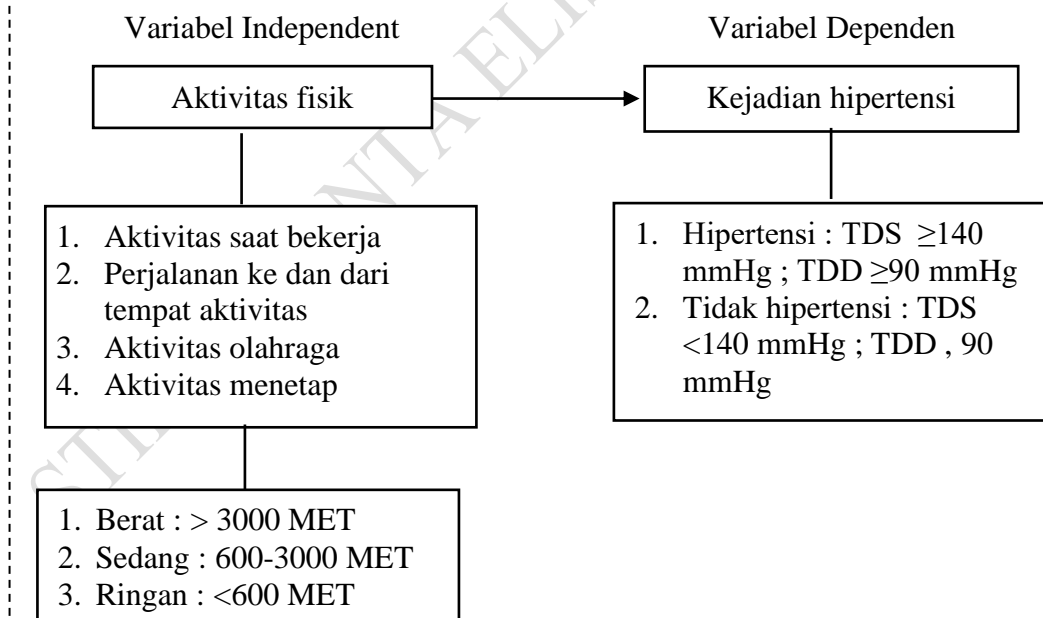 Variabel Independent
Variabel Dependen
Aktivitas fisik
Kejadian hipertensi
1. Aktivitas saat bekerja
2. Perjalanan ke dan dari
tempat aktivitas
3. Aktivitas olahraga
4. Aktivitas menetap
1. Hipertensi : TDS ≥140
mmHg ; TDD ≥90 mmHg
2. Tidak hipertensi : TDS
<140 mmHg ; TDD , 90
mmHg
1. Berat : > 3000 MET
2. Sedang : 600-3000 MET
3. Ringan : <600 MET